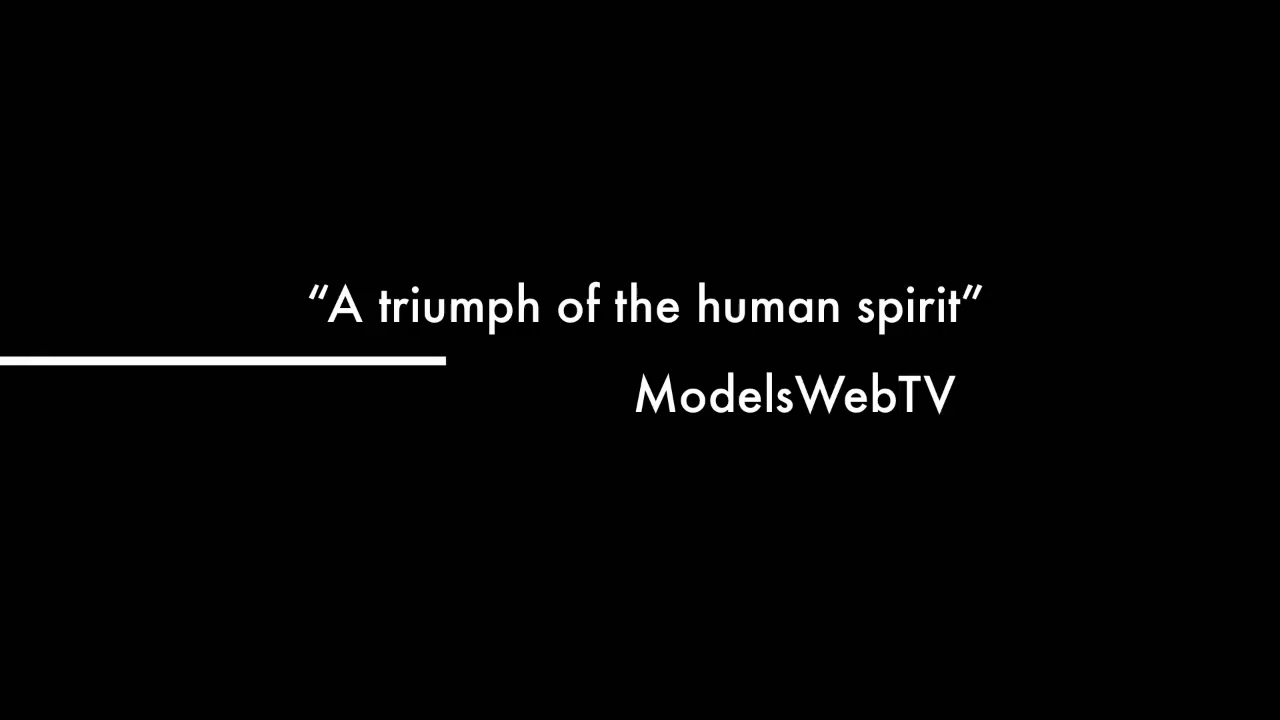 “A triumph of the human spirit”
ModelsWebTV